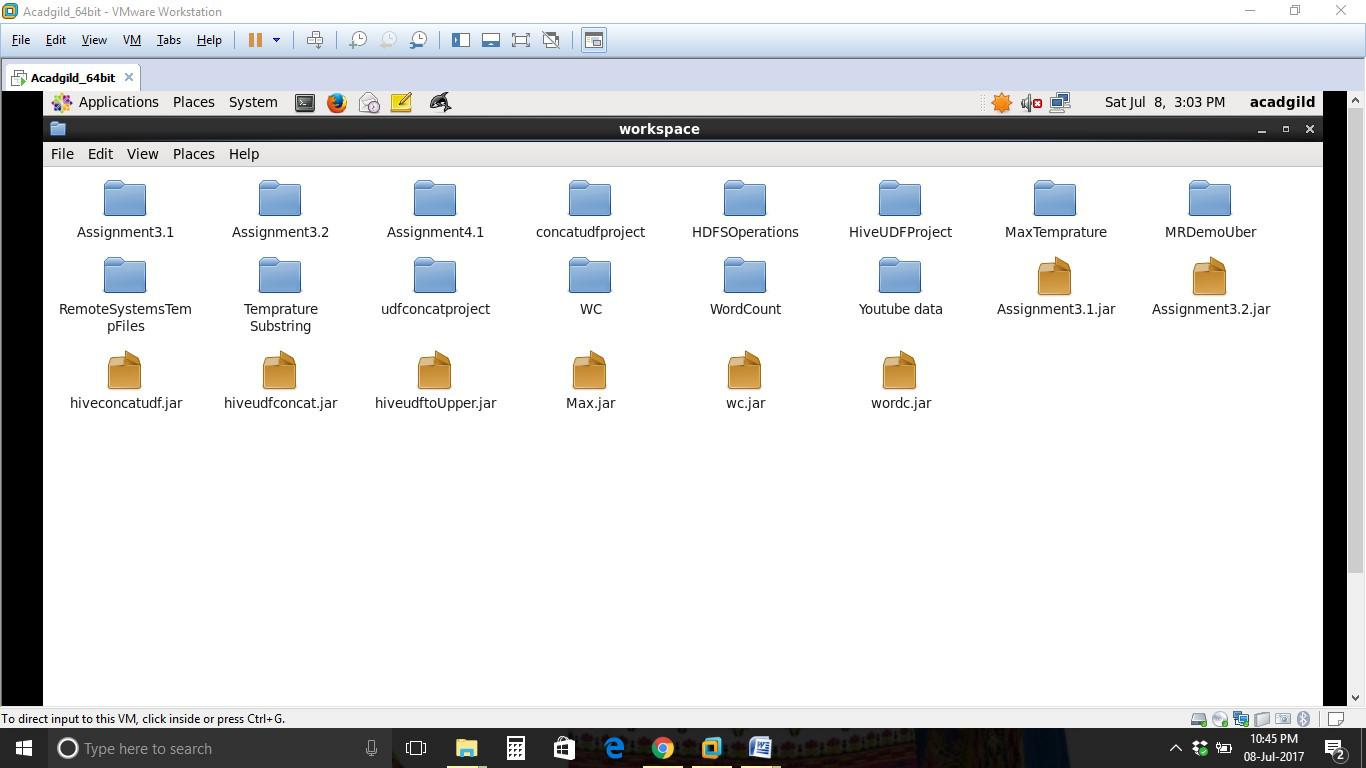 Acadgild_64bit - VMware Workstation
File Edit View VM Tabs Help
Acadgild_64bit
Applications Places System Sat Jul 8, 3:03 PM acadgild
workspace
File Edit View Places Help
Assignment3.1 Assignment3.2 Assignment4.1 concatudfproject HDFSOperations HiveUDFProject MaxTemprature MRDemoUber
RemoteSystemsTem Temprature udfconcatproject WC WordCount Youtube data Assignment3.1.jar Assignment3.2.jar
pFiles Substring
hiveconcatudf.jar hiveudfconcat.jar hiveudftoUpper.jar Max.jar wc.jar wordc.jar
To direct input to this VM, click inside or press Ctrl+G.
Type here to search
10:45 PM
08-Jul-2017
2